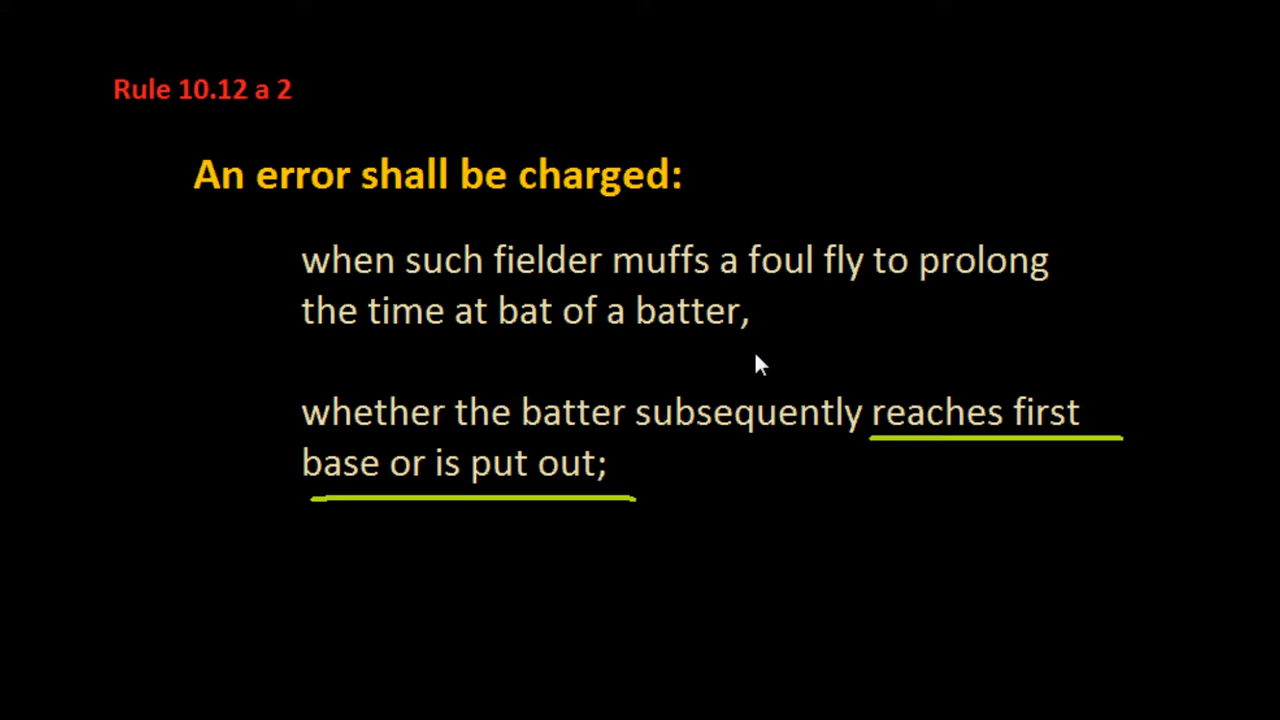 Rule 10.12 a 2
An error shall be charged:
when such fielder muffs a foul fly to prolong
the time at bat of a batter,
whether the batter subsequently reaches first
base or is put out;